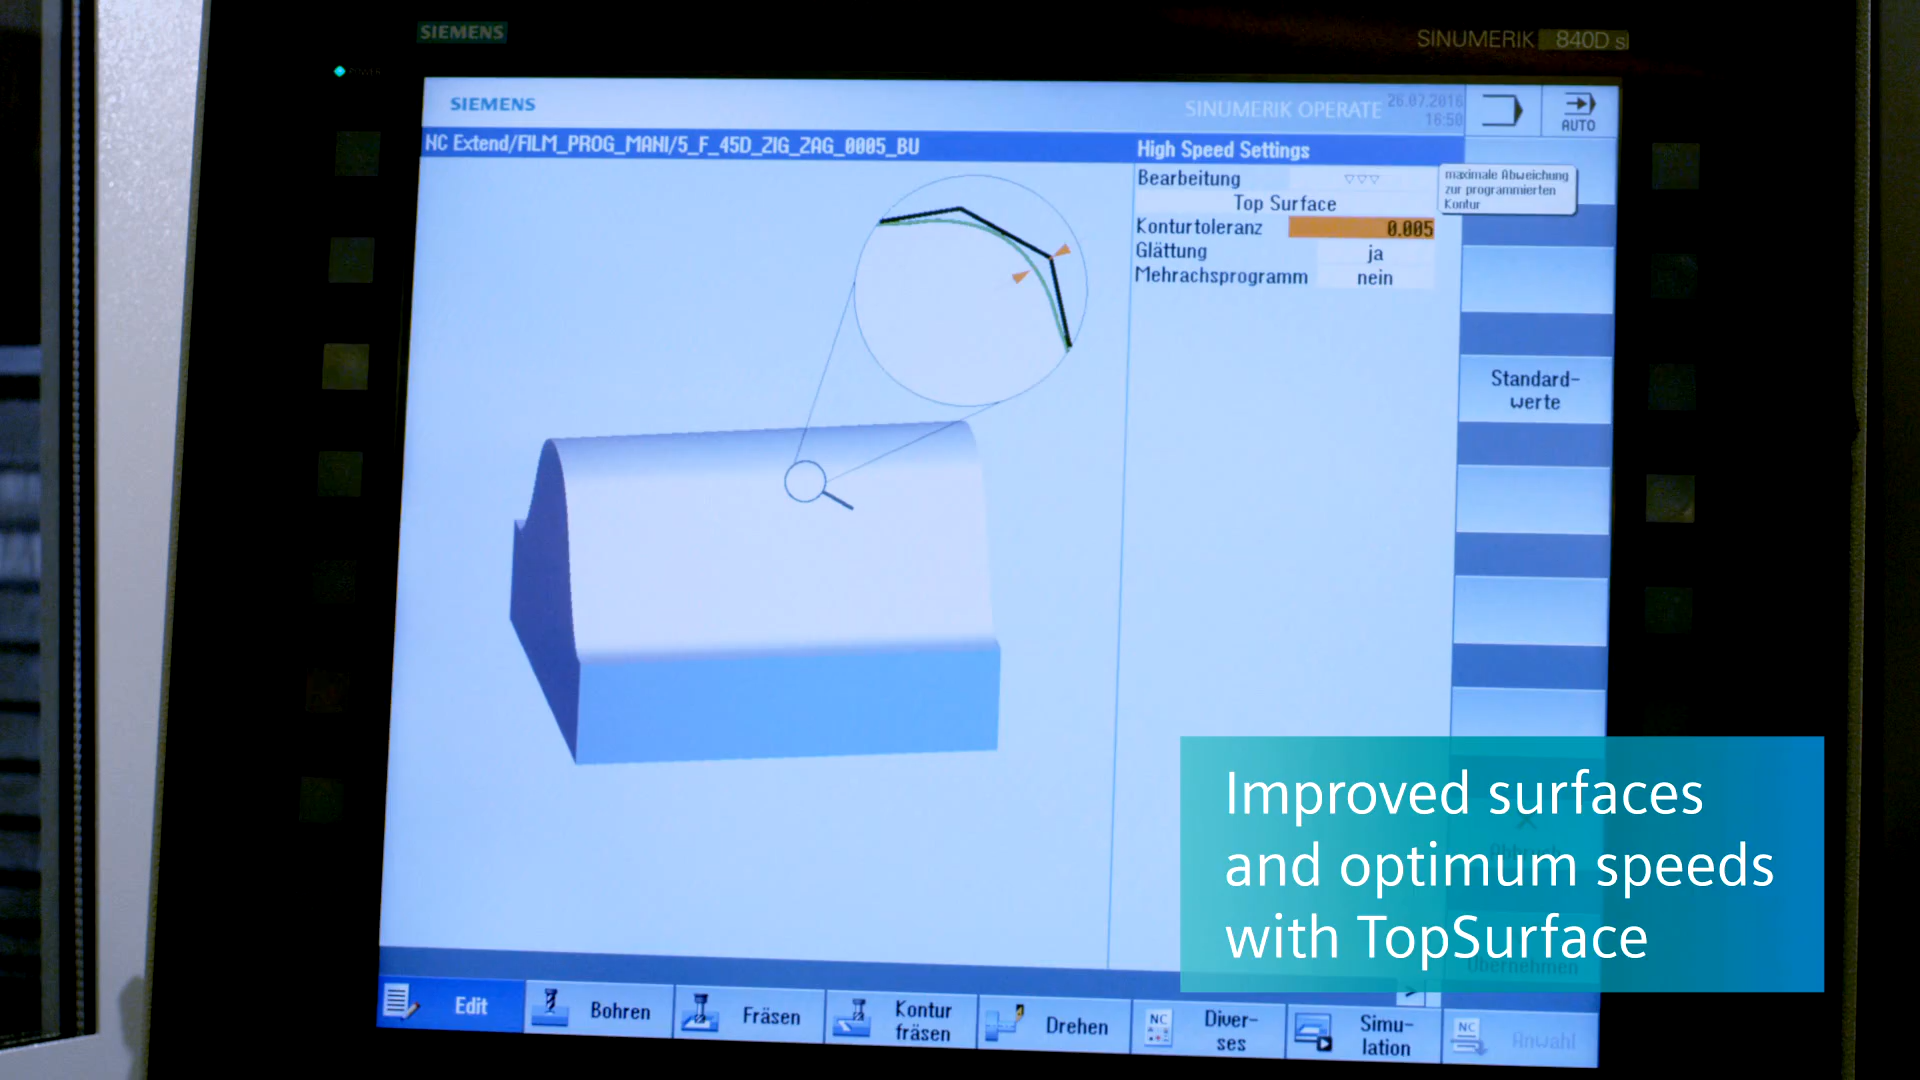 SIEMENS
SINUMERIK 840D sl
POWER
SIEMENS
SINUMERIK OPERATE
26.07.2016
16:50
AUTO
NC Extend/FILM_PROG_MANI/5_F_45D_ZIG_ZAG_0005_BU
High Speed Settings
Bearbeitung ▽▽▽
Top Surface
Konturtoleranz 0.005
Glättung ja
Mehrachsprogramm nein
maximale Abweichung
zur programmierten
Kontur
Standard-
werte
Improved surfaces
and optimum speeds
with TopSurface
Abbruch
Übernehmen
Edit
Bohren
Fräsen
Kontur
fräsen
Drehen
NC
Diver-
ses
Simu-
lation
NC
Anwahl